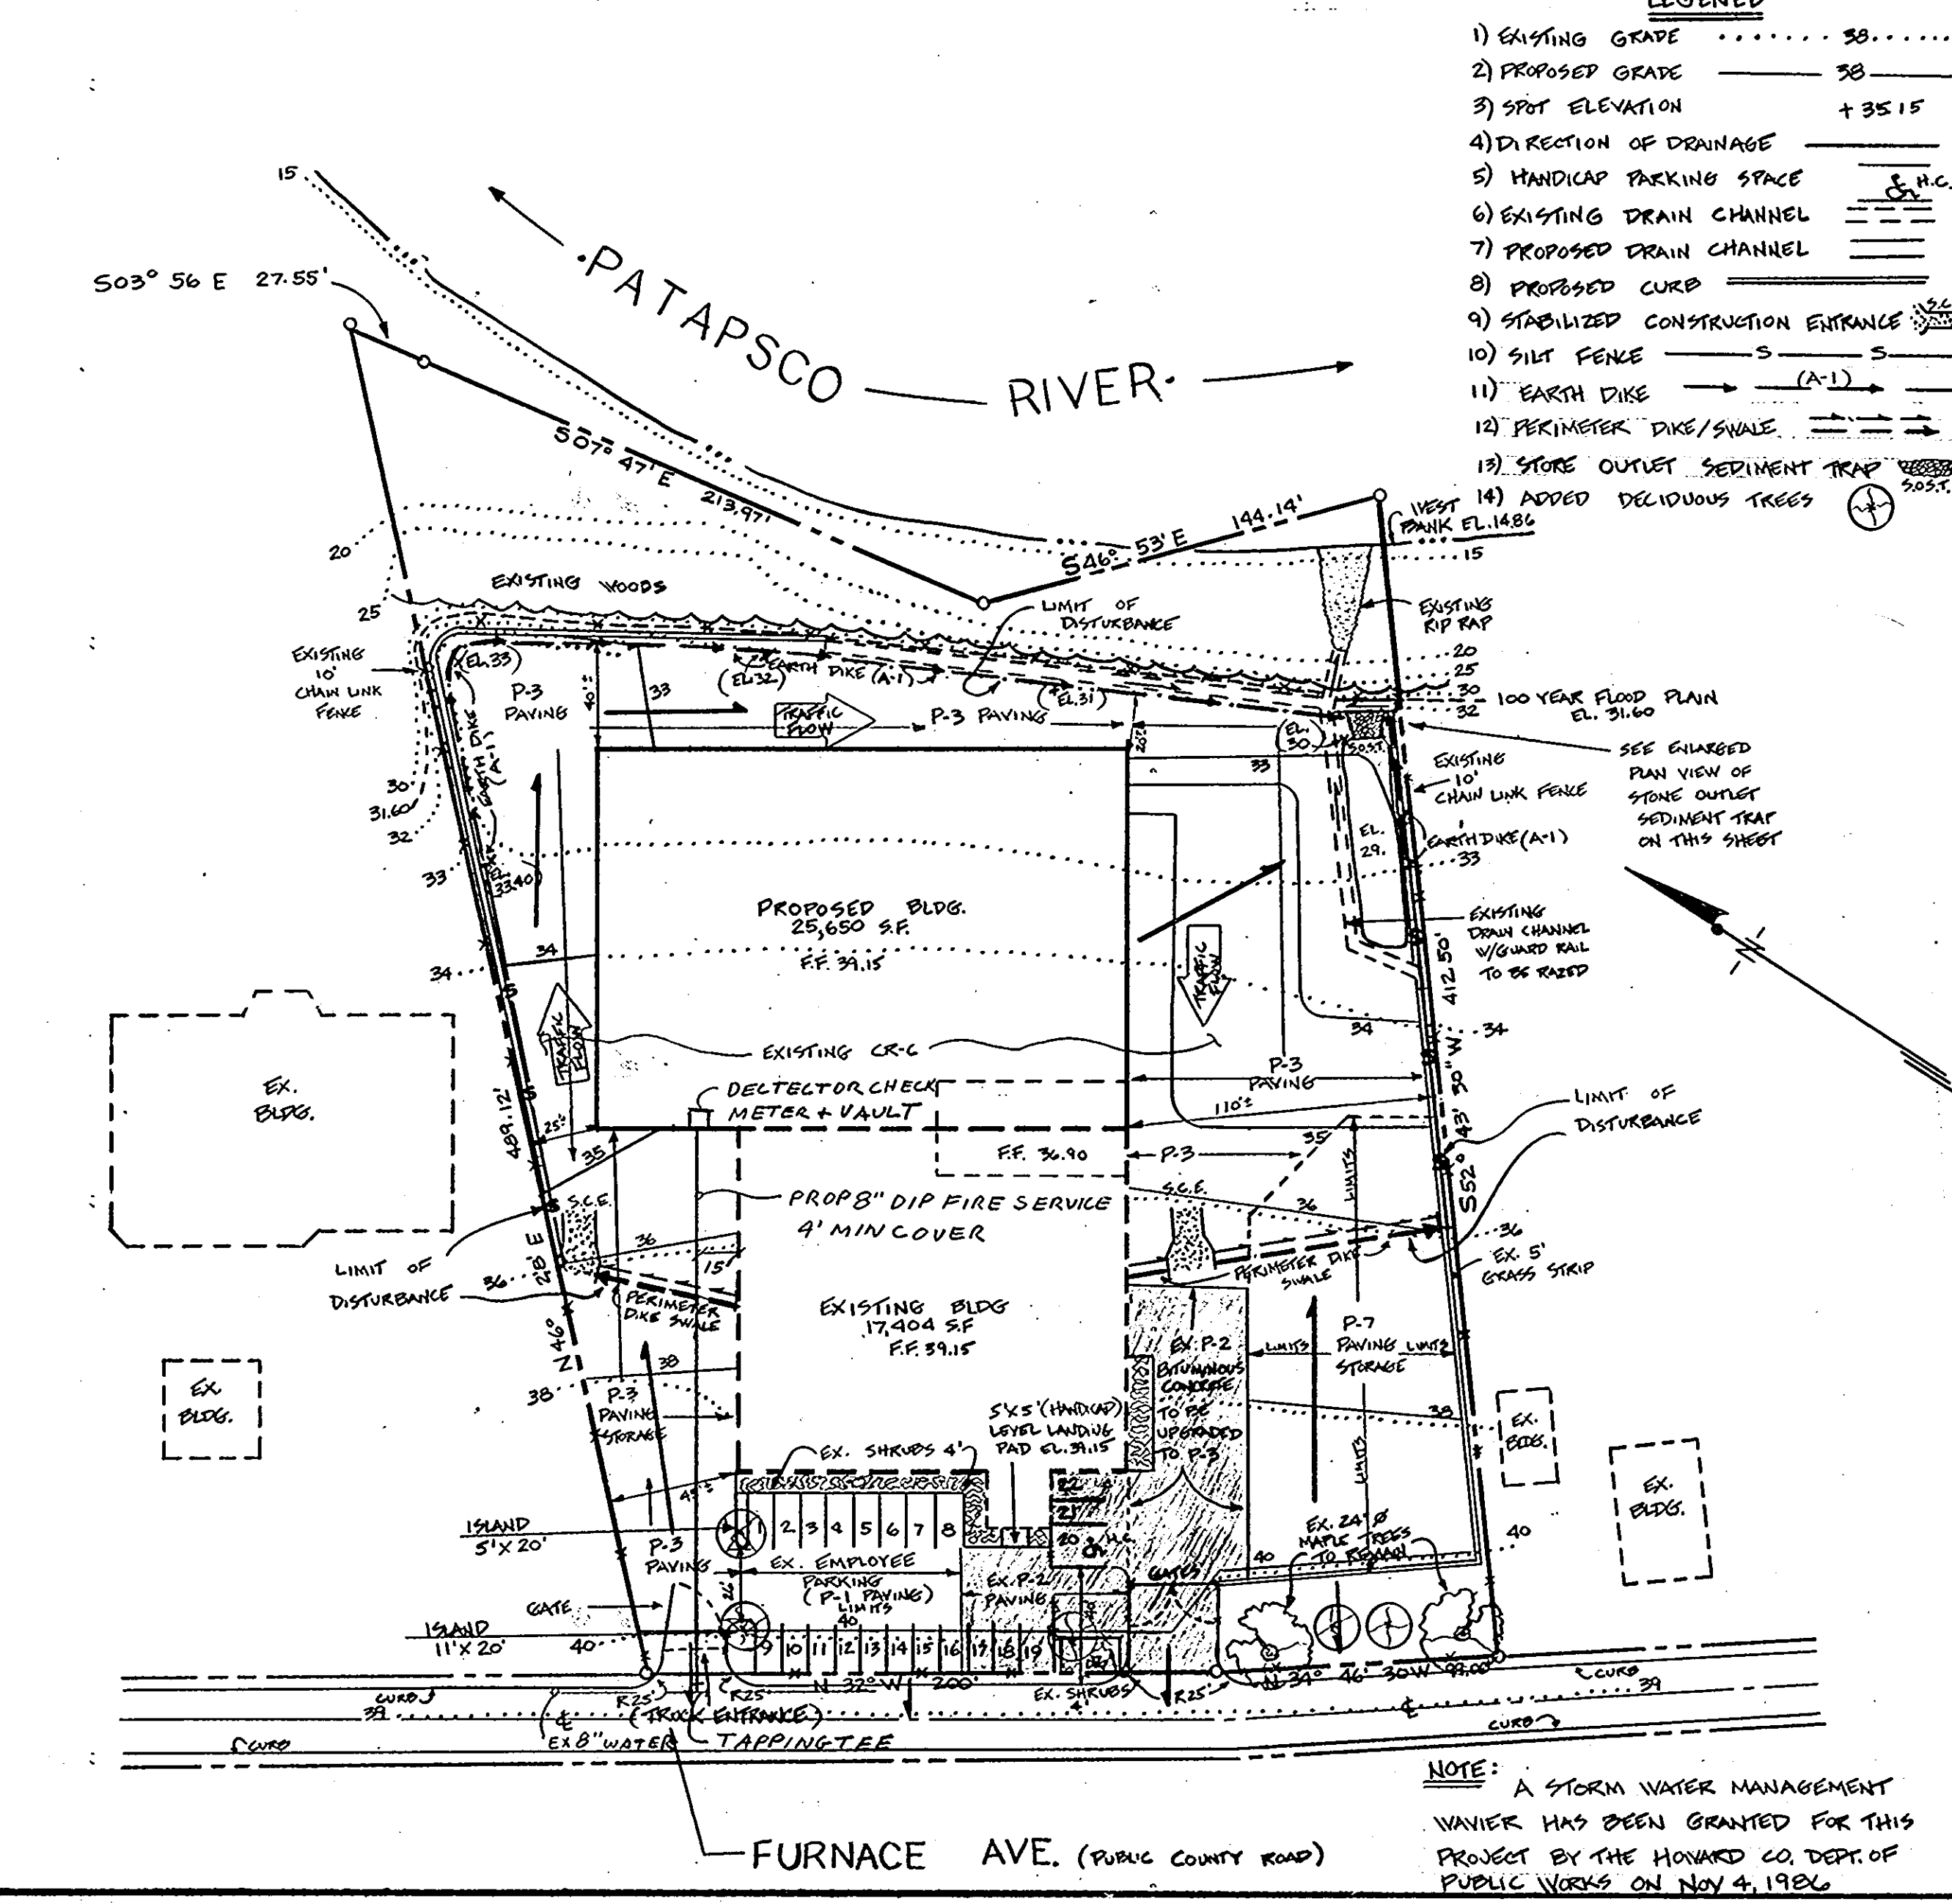 LEGENED
1) EXISTING GRADE 38
2) PROPOSED GRADE 38
3) SPOT ELEVATION + 35 15
4) DIRECTION OF DRAINAGE
5) HANDICAP PARKING SPACE H.C.
6) EXISTING DRAIN CHANNEL
7) PROPOSED DRAIN CHANNEL
8) PROPOSED CURB
9) STABILIZED CONSTRUCTION ENTRANCE
10) SILT FENCE S S
11) EARTH DIKE (A-1)
12) PERIMETER DIKE/SWALE
13) STORE OUTLET SEDIMENT TRAP
S.O.S.T.
14) ADDED DECIDUOUS TREES
15
S03° 56 E 27.55'
PATAPSCO RIVER
S07° 47' E 213.97'
S46° 53' E 144.14'
WEST
BANK EL. 14.86
15
20
25
EXISTING WOODS
LIMIT OF
DISTURBANCE
EXISTING
RIP RAP
20
25
30
32
100 YEAR FLOOD PLAIN
EL. 31.60
EXISTING
10'
CHAIN LINK
FENCE
(EL.33)
P-3
PAVING
40'±
33
(EL.32)
EARTH DIKE (A-1)
(EL.31)
TRAFFIC
FLOW
P-3 PAVING
20'±
(EL.
30)
S.O.S.T.
33
EXISTING
10'
CHAIN LINK FENCE
SEE ENLARGED
PLAN VIEW OF
STONE OUTLET
SEDIMENT TRAP
ON THIS SHEET
EARTH DIKE
(A-1)
30
31.60
32
33
33.40)
EL.
29.
EARTH DIKE (A-1)
33
PROPOSED BLDG.
25,650 S.F.
F.F. 39.15
34
34
TRAFFIC
FLOW
EXISTING
DRAIN CHANNEL
W/GUARD RAIL
TO BE RAZED
S52° 43' 30" W 412.50'
34
34
TRAFFIC
FLOW
EXISTING CR-6
P-3
PAVING
EX.
BLDG.
DECTECTOR CHECK
METER + VAULT
110'±
LIMIT OF
DISTURBANCE
N 46° 28' E 489.12'
25'±
35
F.F. 36.90
P-3
35
LIMITS
S.C.E.
PROP 8" DIP FIRE SERVICE
4' MIN COVER
S.C.E.
36
36
EX. 5'
GRASS STRIP
LIMIT OF
DISTURBANCE
36
36
15'
PERIMETER
DIKE SWALE
PERIMETER DIKE
SWALE
EXISTING BLDG
17,404 S.F
F.F. 39.15
EX. P-2
BITUMINOUS
CONCRETE
TO BE
UPGRADED
TO P-3
LIMITS
P-7
PAVING
STORAGE
LIMITS
EX.
BLDG.
38
38
P-3
PAVING
STORAGE
5'X5' (HANDICAP)
LEVEL LANDING
PAD EL. 39.15
38
LIMITS
EX.
BLDG.
EX.
BLDG.
EX. SHRUBS 4'
45'±
ISLAND
5' X 20'
1 2 3 4 5 6 7 8
22
21
20 H.C.
EX. 24" Ø
MAPLE TREES
TO REMAIN
40
40
P-3
PAVING
26'
EX. EMPLOYEE
PARKING
(P-1 PAVING)
LIMITS
EX. P-2
PAVING
GATES
GATE
ISLAND
11' X 20'
40
40
9 10 11 12 13 14 15 16 17 18 19
N 32° W 200'
N 34° 46' 30 W 99.00'
CURB
R25'
R25'
EX. SHRUBS
4'
R25'
CURB
39
(TRUCK ENTRANCE)
39
CURB
EX 8" WATER
TAPPING TEE
CURB
FURNACE AVE. (PUBLIC COUNTY ROAD)
NOTE:
A STORM WATER MANAGEMENT
WAVIER HAS BEEN GRANTED FOR THIS
PROJECT BY THE HOWARD CO. DEPT. OF
PUBLIC WORKS ON NOV 4, 1986